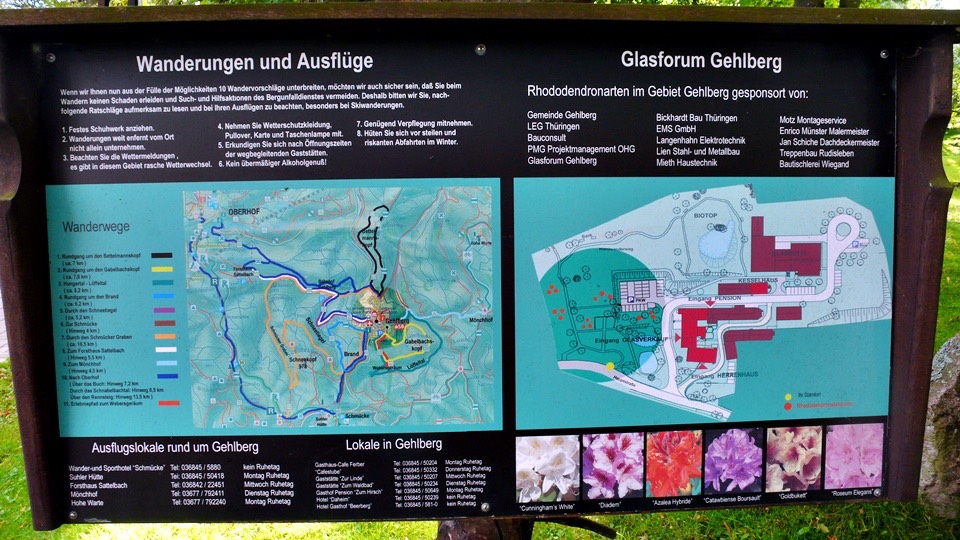 Wanderungen und Ausflüge
Wenn wir Ihnen nun aus der Fülle der Möglichkeiten 10 Wandervorschläge unterbreiten, möchten wir auch sicher sein, daß Sie beim
Wandern keinen Schaden erleiden und Such- und Hilfsaktionen des Bergunfalldienstes vermeiden. Deshalb bitten wir Sie, nach-
folgende Ratschläge aufmerksam zu lesen und bei Ihren Ausflügen zu beachten, besonders bei Skiwanderungen.
1. Festes Schuhwerk anziehen.
2. Wanderungen weit enfernt vom Ort
nicht allein unternehmen.
3. Beachten Sie die Wettermeldungen ,
es gibt in diesem Gebiet rasche Wetterwechsel.
4. Nehmen Sie Wetterschutzkleidung,
Pullover, Karte und Taschenlampe mit.
5. Erkundigen Sie sich nach Öffnungszeiten
der wegbegleitenden Gaststätten.
6. Kein übermäßiger Alkoholgenuß!
7. Genügend Verpflegung mitnehmen.
8. Hüten Sie sich vor steilen und
riskanten Abfahrten im Winter.
Wanderwege
1. Rundgang um den Bettelmannskopf
( ca. 7 km )
2. Rundgang um den Gabelbachskopf
( ca. 7,8 km )
3. Hangertal - Löffeltal
( ca. 8,2 km )
4. Rundgang um den Brand
( ca. 6,2 km )
5. Durch den Schneetiegel
( ca. 5,2 km )
6. Zur Schmücke
( Hinweg 4 km )
7. Durch den Schmücker Graben
( ca. 10,5 km )
8. Zum Forsthaus Sattelbach
( Hinweg 5,5 km )
9. Zum Mönchhof
( Hinweg 4,5 km )
10. Nach Oberhof
( Über das Buch: Hinweg 7,2 km
Durch das Schnabelbachtal: Hinweg 8,5 km
Über den Rennsteig: Hinweg 13,5 km )
11. Erlebnispfad zum Webersgeräum
OBERHOF
Gehlberg
Mönchhof
Gabelbachs-
kopf
Schneekopf
978
Brand
Löffeltal
Schmücke
Ausflugslokale rund um Gehlberg
Wander-und Sporthotel "Schmücke" Tel: 036845 / 5880 kein Ruhetag
Suhler Hütte Tel: 036845 / 50418 Montag Ruhetag
Forsthaus Sattelbach Tel: 036842 / 22451 Montag Ruhetag
Mönchhof Tel: 03677 / 792411 Dienstag Ruhetag
Hohe Warte Tel: 03677 / 792240 Montag Ruhetag
Lokale in Gehlberg
Gasthaus-Cafe Ferber Tel: 036845 / 50204 Montag Ruhetag
"Cafestube" Tel: 036845 / 50332 Donnerstag Ruhetag
Gaststätte "Zur Linde" Tel: 036845 / 50207 Mittwoch Ruhetag
Gaststätte "Zum Waldbad" Tel: 036845 / 50234 Dienstag Ruhetag
Gasthof Pension "Zum Hirsch" Tel: 036845 / 50649 Montag Ruhetag
Hotel "Daheim" Tel: 036845 / 50239 kein Ruhetag
Hotel Gasthof "Beerberg" Tel: 036845 / 581-0 kein Ruhetag
Glasforum Gehlberg
Rhododendronarten im Gebiet Gehlberg gesponsort von:
Gemeinde Gehlberg
LEG Thüringen
Bauconsult
PMG Projektmanagement OHG
Glasforum Gehlberg
Bickhardt Bau Thüringen
EMS GmbH
Langenhahn Elektrotechnik
Lien Stahl- und Metallbau
Mieth Haustechnik
Motz Montageservice
Enrico Münster Malermeister
Jan Schiche Dachdeckermeister
Treppenbau Rudisleben
Bautischlerei Wiegand
BIOTOP
KESSELHAUS
Eingang PENSION
Eingang GLASVERKAUF
Eingang HERRENHAUS
PKW
Hauptstraße
Ihr Standort
"Cunningham's White"
"Diadem"
"Azalea Hybride"
"Catawbiense Boursault"
"Goldbukett"
"Roseum Elegans"